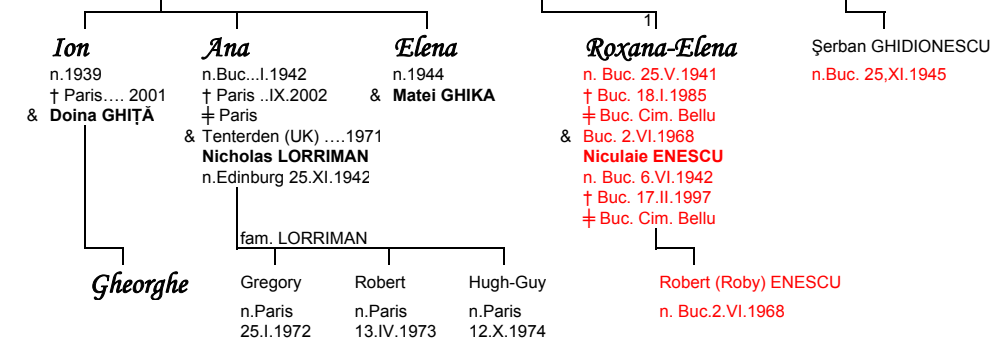 Ion
n.1939
† Paris…. 2001
& Doina GHIȚĂ
Gheorghe
Ana
n.Buc...I.1942
† Paris ..IX.2002
ǂ Paris
& Tenterden (UK) ….1971
Nicholas LORRIMAN
n.Edinburg 25.XI.1942
fam. LORRIMAN
Gregory
n.Paris
25.I.1972
Robert
n.Paris
13.IV.1973
Hugh-Guy
n.Paris
12.X.1974
Elena
n.1944
& Matei GHIKA
1
Roxana-Elena
n. Buc. 25.V.1941
† Buc. 18.I.1985
ǂ Buc. Cim. Bellu
& Buc. 2.VI.1968
Niculaie ENESCU
n. Buc. 6.VI.1942
† Buc. 17.II.1997
ǂ Buc. Cim. Bellu
Robert (Roby) ENESCU
n. Buc.2.VI.1968
Şerban GHIDIONESCU
n.Buc. 25,XI.1945